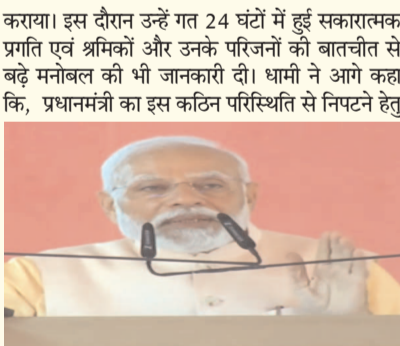 कराया। इस दौरान उन्हें गत 24 घंटों में हुई सकारात्मक
प्रगति एवं श्रमिकों और उनके परिजनों की बातचीत से
बढ़े मनोबल की भी जानकारी दी। धामी ने आगे कहा
कि, प्रधानमंत्री का इस कठिन परिस्थिति से निपटने हेतु